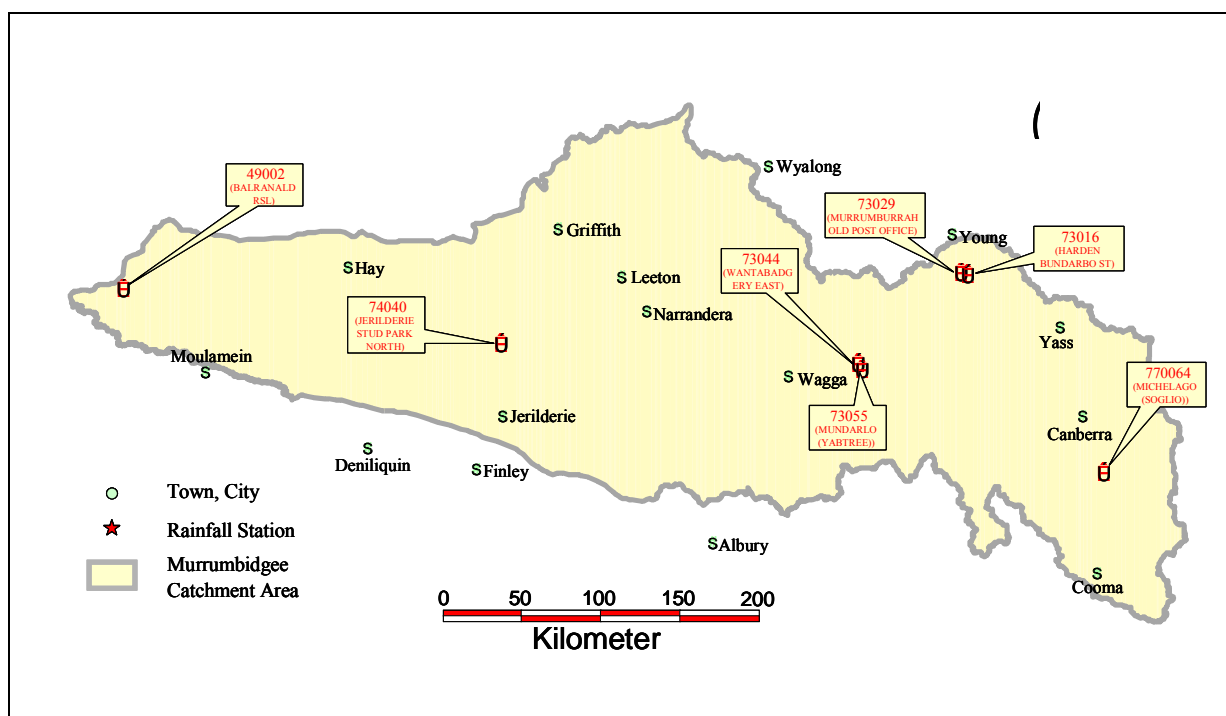 (
Wyalong
49002
(BALRANALD
RSL)
73029
(MURRUMBURRAH
OLD POST OFFICE)
Griffith
Young
73016
(HARDEN
BUNDARBO ST)
73044
(WANTABADG
ERY EAST)
Hay
Leeton
74040
(JERILDERIE
STUD PARK
NORTH)
Narrandera
Yass
Moulamein
Wagga
770064
(MICHELAGO
(SOGLIO))
73055
(MUNDARLO
(YABTREE))
Jerilderie
Canberra
Deniliquin
Finley
Town, City
Rainfall Station
Albury
Murrumbidgee
Catchment Area
Cooma
0 50 100 150 200
Kilometer